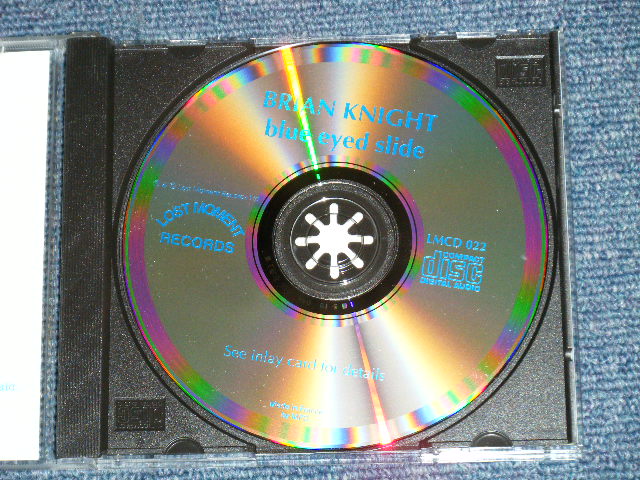 BRIAN KNIGHT
blue eyed slide
LOST MOMENT
RECORDS
LMCD 022
COMPACT
disc
DIGITAL AUDIO
See inlay card for details